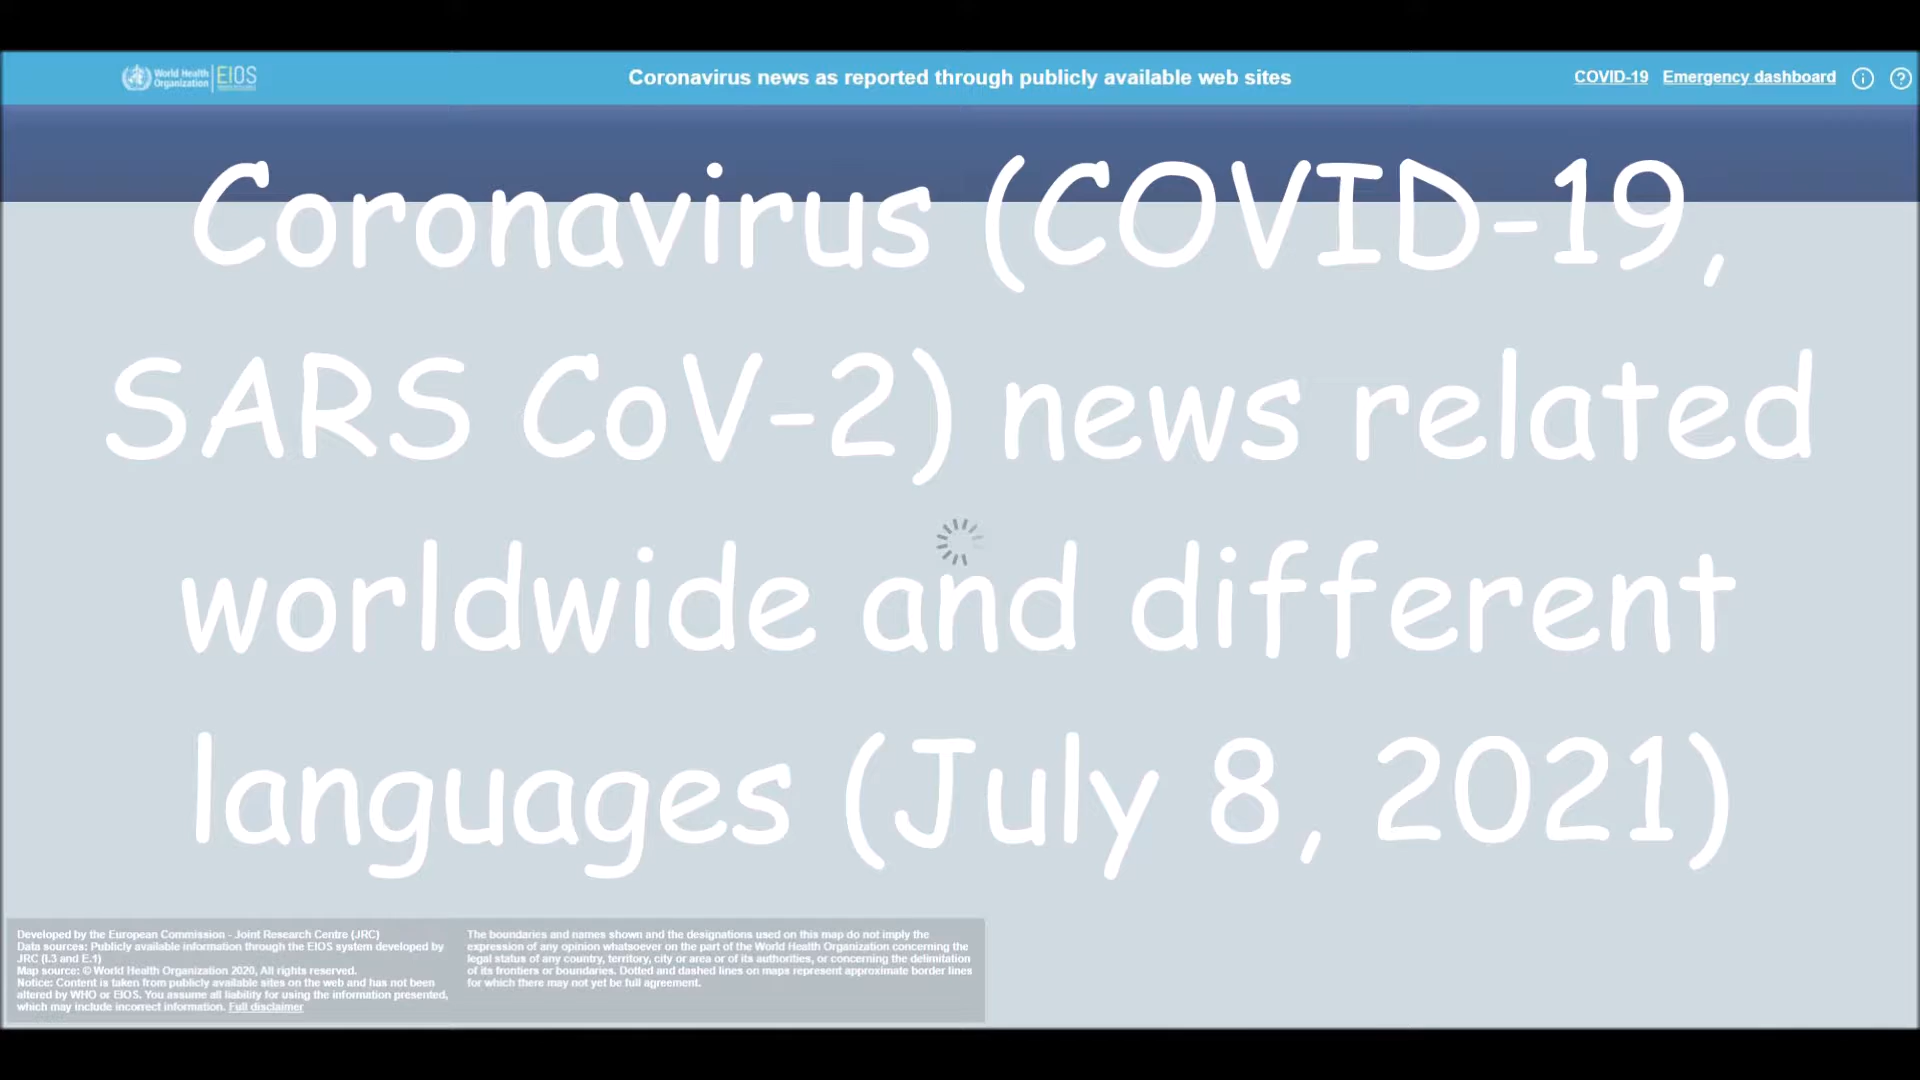 World Health
Organization
EIOS
Coronavirus news as reported through publicly available web sites
COVID-19 Emergency dashboard
Coronavirus (COVID-19,
SARS CoV-2) news related
worldwide and different
languages (July 8, 2021)
Developed by the European Commission - Joint Research Centre (JRC)
Data sources: Publicly available information through the EIOS system developed by
JRC (I.3 and E.1)
Map source: © World Health Organization 2020, All rights reserved.
Notice: Content is taken from publicly available sites on the web and has not been
altered by WHO or EIOS. You assume all liability for using the information presented,
which may include incorrect information. Full disclaimer
The boundaries and names shown and the designations used on this map do not imply the
expression of any opinion whatsoever on the part of the World Health Organization concerning the
legal status of any country, territory, city or area or of its authorities, or concerning the delimitation
of its frontiers or boundaries. Dotted and dashed lines on maps represent approximate border lines
for which there may not yet be full agreement.